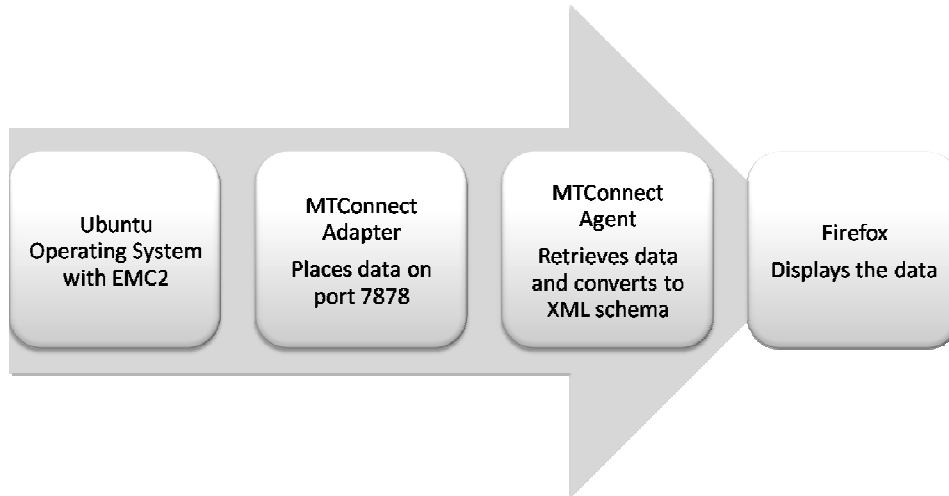 Ubuntu
Operating System
with EMC2
MTConnect
Adapter
Places data on
port 7878
MTConnect
Agent
Retrieves data
and converts to
XML schema
Firefox
Displays the data